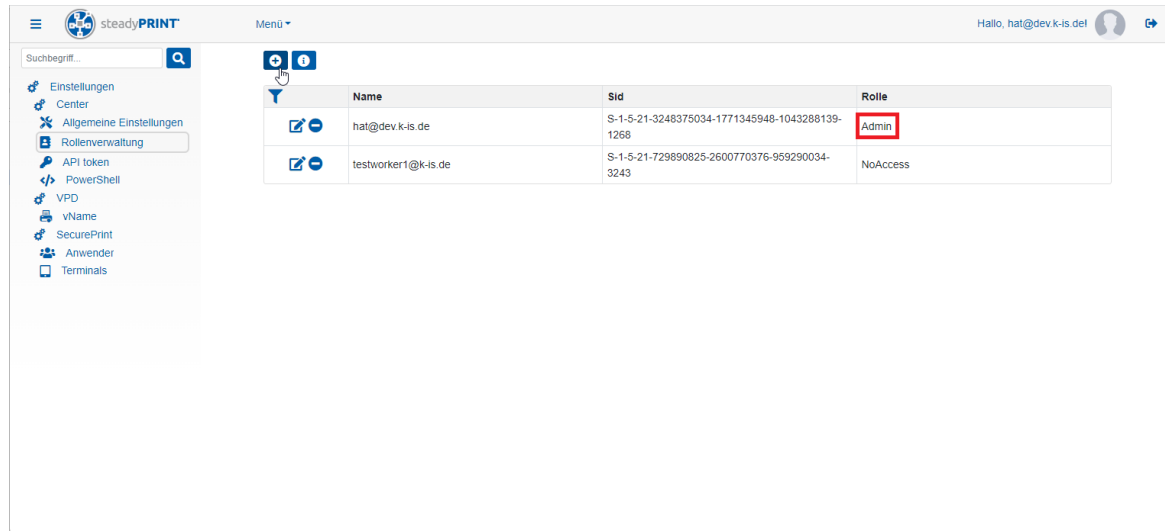 steadyPRINT
Menü
Hallo, hat@dev.k-is.de!
Suchbegriff...
Einstellungen
Center
Allgemeine Einstellungen
Rollenverwaltung
API token
PowerShell
VPD
vName
SecurePrint
Anwender
Terminals
Name Sid Rolle
hat@dev.k-is.de S-1-5-21-3248375034-1771345948-1043288139-
1268 Admin
testworker1@k-is.de S-1-5-21-729890825-2600770376-959290034-
3243 NoAccess